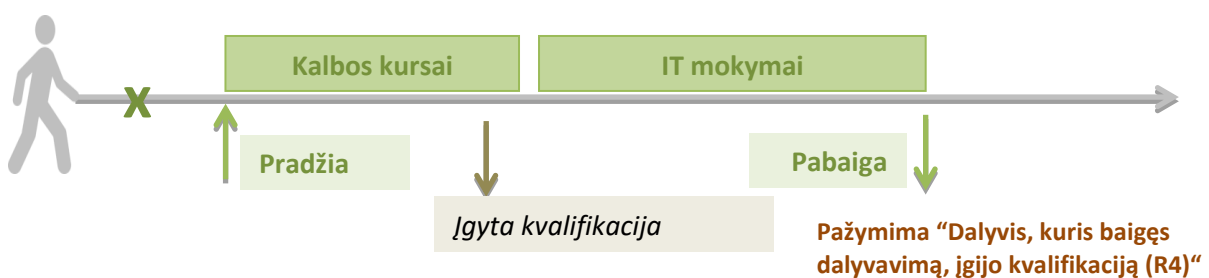 Kalbos kursai
IT mokymai
X
Pradžia
Pabaiga
Įgyta kvalifikacija
Pažymima “Dalyvis, kuris baigęs
dalyvavimą, įgijo kvalifikaciją (R4)“